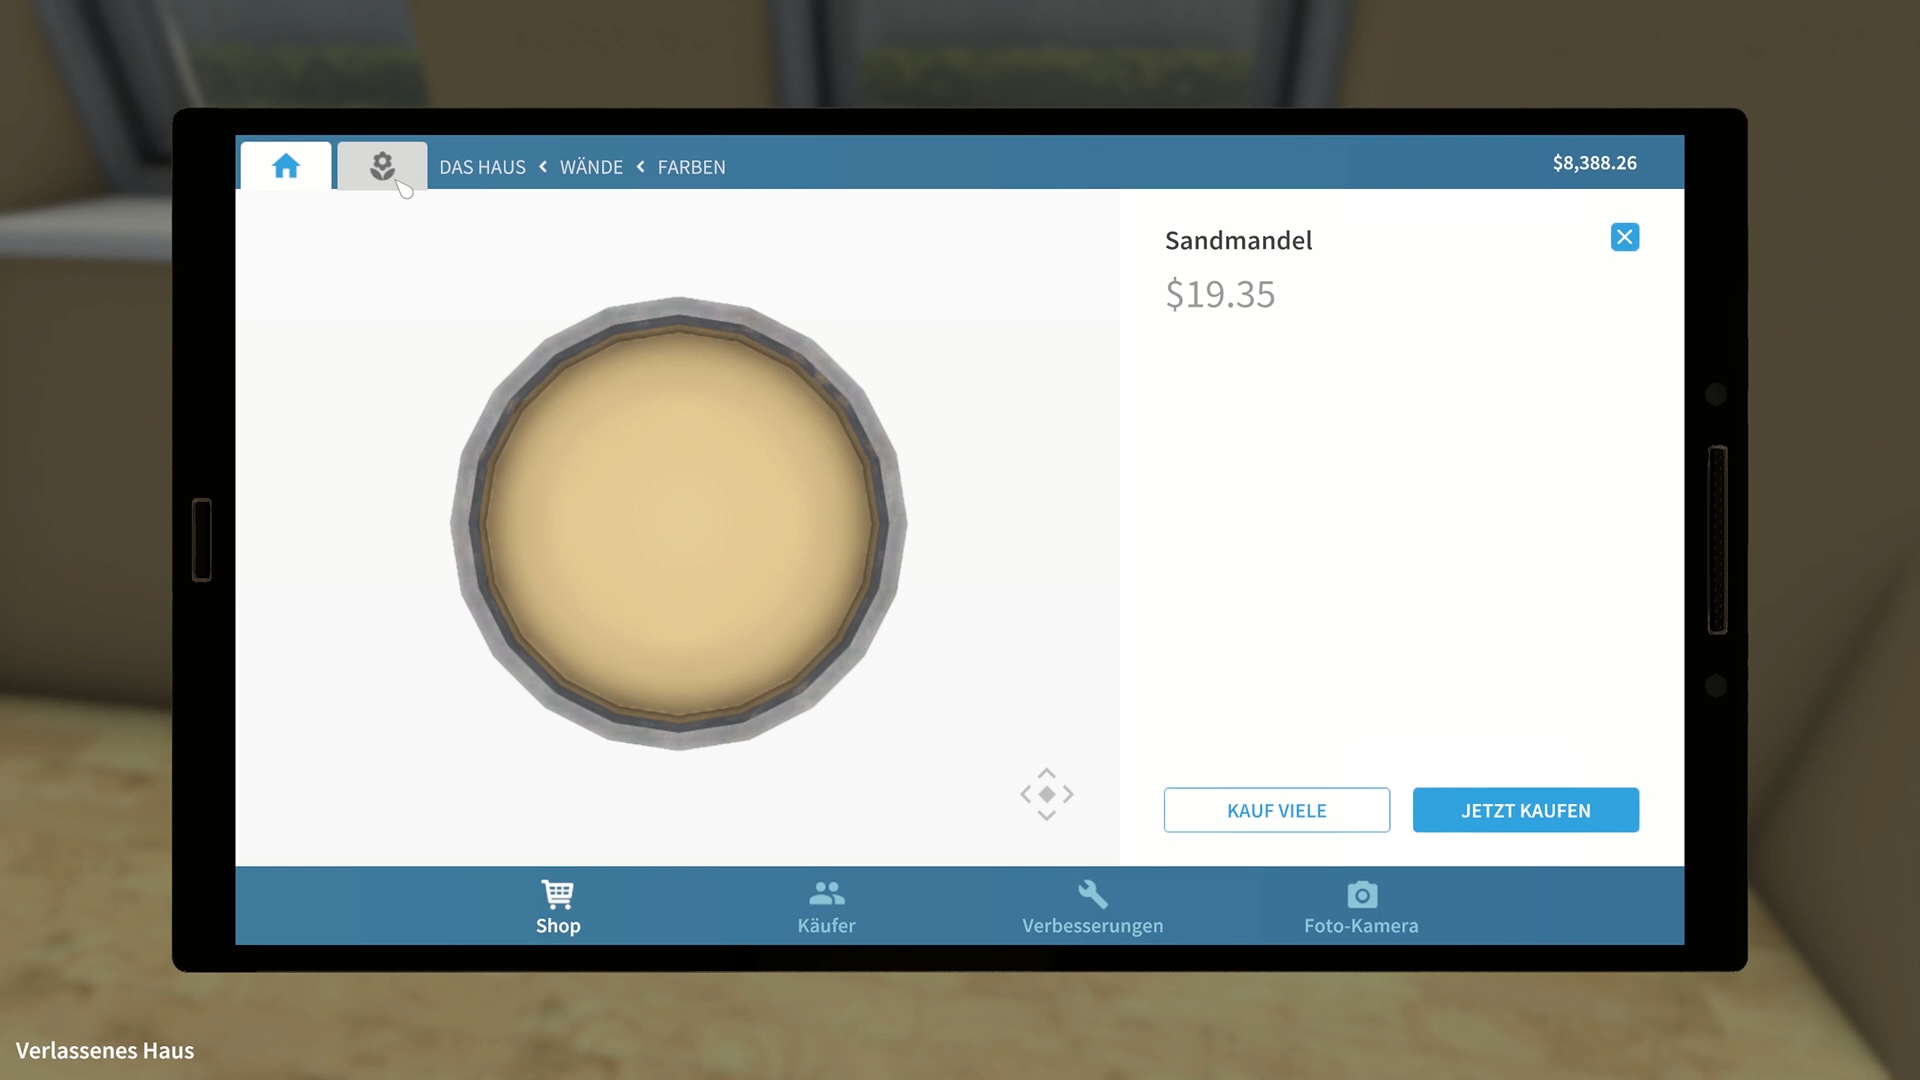 DAS HAUS < WÄNDE < FARBEN
$8,388.26
Sandmandel
$19.35
KAUF VIELE
JETZT KAUFEN
Shop
Käufer
Verbesserungen
Foto-Kamera
Verlassenes Haus